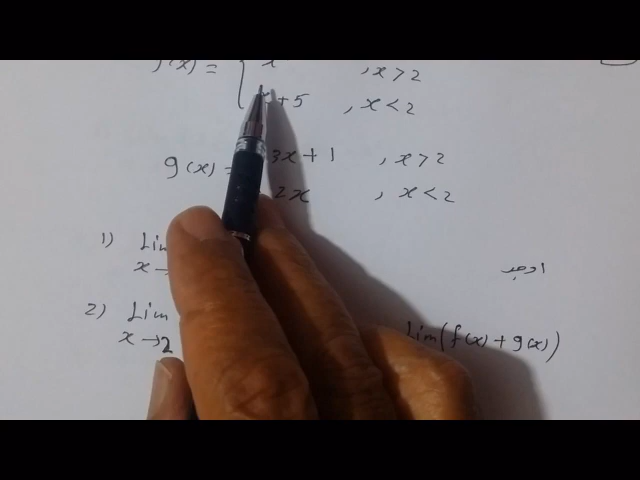 f(x) = { x , x > 2
x + 5 , x < 2
g(x) = 3x + 1 , x > 2
2x , x < 2
1) Lim
x →
اوجد
2) Lim Lim(f(x) + g(x))
x → 2